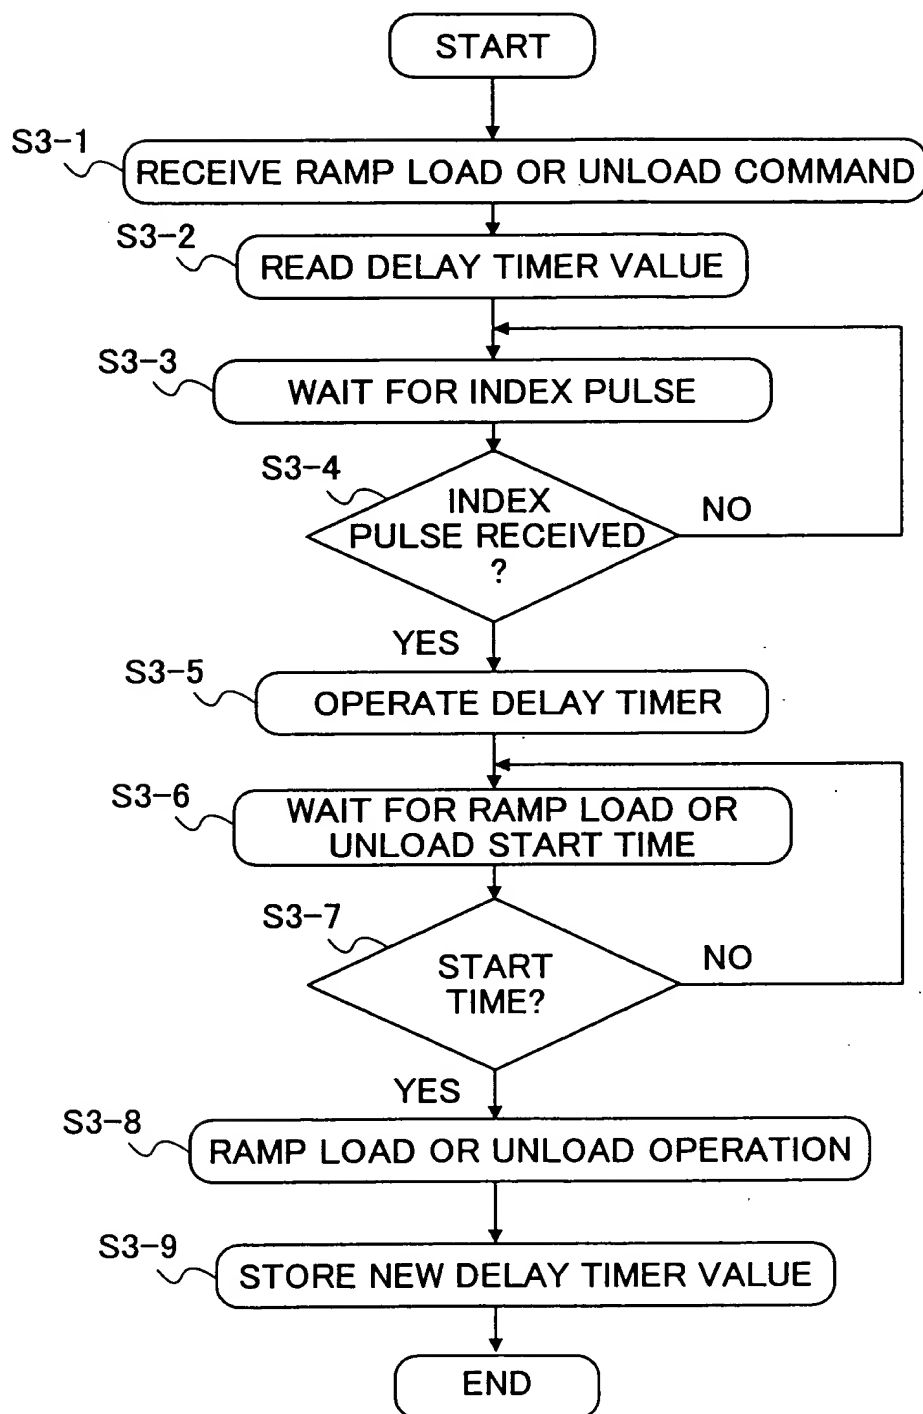 START
S3-1
RECEIVE RAMP LOAD OR UNLOAD COMMAND
S3-2
READ DELAY TIMER VALUE
S3-3
WAIT FOR INDEX PULSE
S3-4
INDEX
PULSE RECEIVED
?
NO
YES
S3-5
OPERATE DELAY TIMER
S3-6
WAIT FOR RAMP LOAD OR
UNLOAD START TIME
S3-7
START
TIME?
NO
YES
S3-8
RAMP LOAD OR UNLOAD OPERATION
S3-9
STORE NEW DELAY TIMER VALUE
END